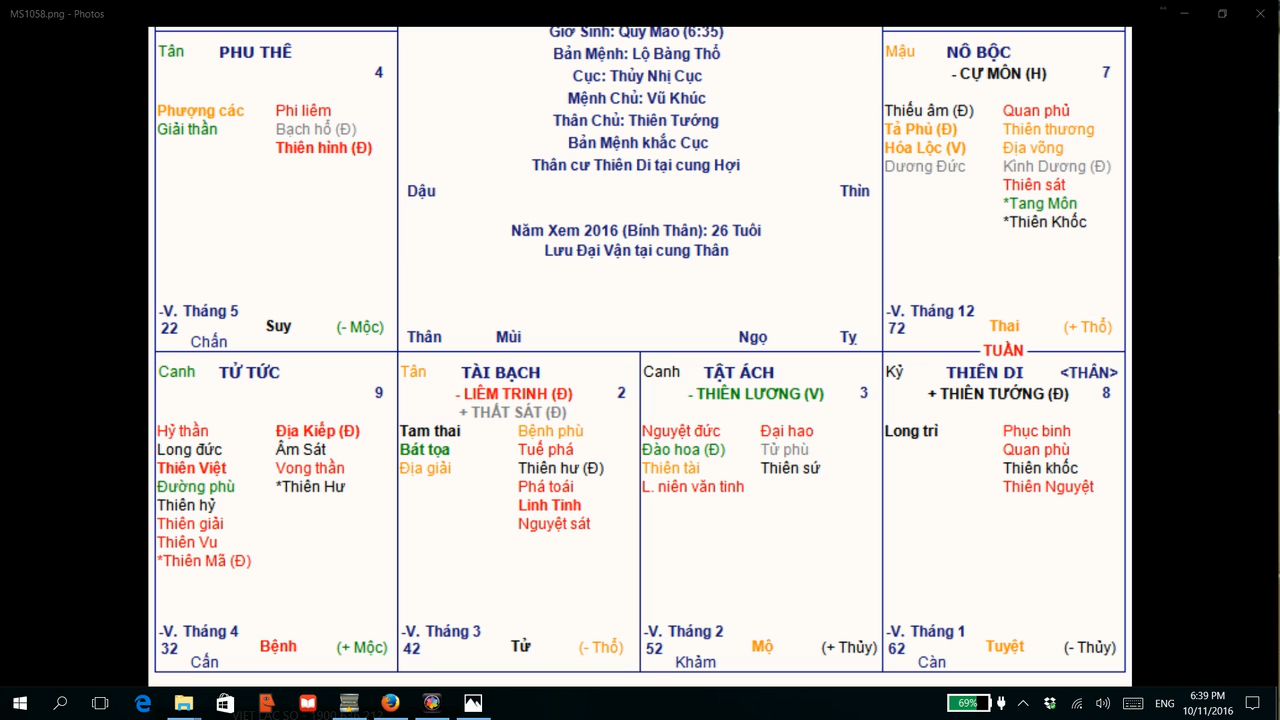 MS1058.png - Photos
Tân PHU THÊ
4
Phượng các Phi liêm
Giải thần Bạch hổ (Đ)
Thiên hình (Đ)
-V. Tháng 5
22 Suy (- Mộc)
Chấn
Giờ Sinh: Quý Mão (6:35)
Bản Mệnh: Lộ Bàng Thổ
Cục: Thủy Nhị Cục
Mệnh Chủ: Vũ Khúc
Thân Chủ: Thiên Tướng
Bản Mệnh khắc Cục
Thân cư Thiên Di tại cung Hợi
Dậu Thìn
Năm Xem 2016 (Bính Thân): 26 Tuổi
Lưu Đại Vận tại cung Thân
Thân Mùi Ngọ Tỵ
Mậu NÔ BỘC
- CỰ MÔN (H) 7
Thiếu âm (Đ) Quan phủ
Tả Phù (Đ) Thiên thương
Hóa Lộc (V) Địa võng
Dương Đức Kình Dương (Đ)
Thiên sát
*Tang Môn
*Thiên Khốc
-V. Tháng 12
72 Thai (+ Thổ)
TUẦN
Canh TỬ TỨC
9
Hỷ thần Địa Kiếp (Đ)
Long đức Âm Sát
Thiên Việt Vong thần
Đường phù *Thiên Hư
Thiên hỷ
Thiên giải
Thiên Vu
*Thiên Mã (Đ)
-V. Tháng 4
32 Bệnh (+ Mộc)
Cấn
Tân TÀI BẠCH
- LIÊM TRINH (Đ) 2
+ THẤT SÁT (Đ)
Tam thai Bệnh phù
Bát tọa Tuế phá
Địa giải Thiên hư (Đ)
Phá toái
Linh Tinh
Nguyệt sát
-V. Tháng 3
42 Tử (- Thổ)
Canh TẬT ÁCH
- THIÊN LƯƠNG (V) 3
Nguyệt đức Đại hao
Đào hoa (Đ) Tử phù
Thiên tài Thiên sứ
L. niên văn tinh
-V. Tháng 2
52 Mộ (+ Thủy)
Khảm
Kỷ THIÊN DI <THÂN>
+ THIÊN TƯỚNG (Đ) 8
Long trì Phục binh
Quan phù
Thiên khốc
Thiên Nguyệt
-V. Tháng 1
62 Tuyệt (- Thủy)
Càn
69%
ENG
6:39 PM
10/11/2016